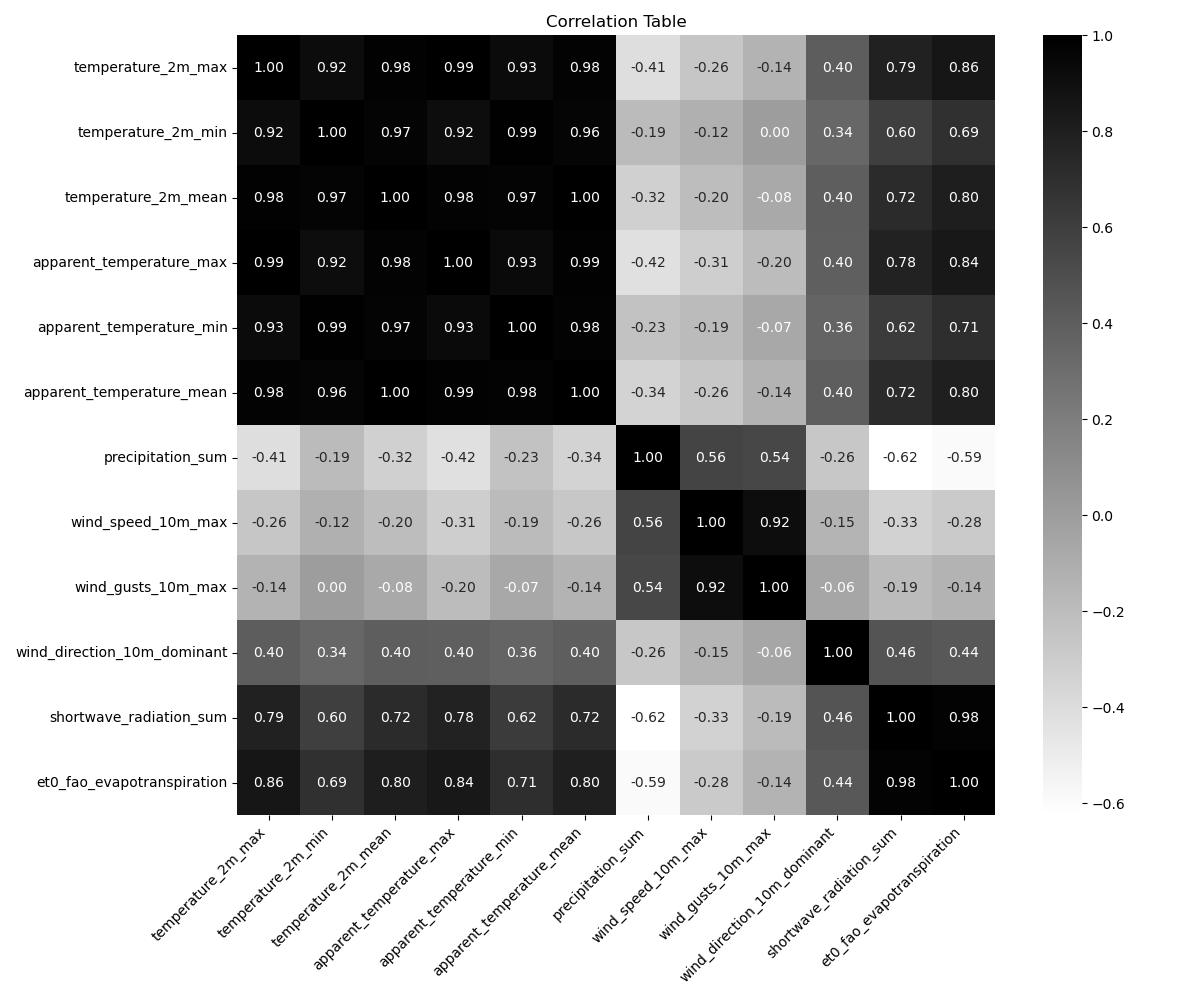 Correlation Table
temperature_2m_max 1.00 0.92 0.98 0.99 0.93 0.98 -0.41 -0.26 -0.14 0.40 0.79 0.86
temperature_2m_min 0.92 1.00 0.97 0.92 0.99 0.96 -0.19 -0.12 0.00 0.34 0.60 0.69
temperature_2m_mean 0.98 0.97 1.00 0.98 0.97 1.00 -0.32 -0.20 -0.08 0.40 0.72 0.80
apparent_temperature_max 0.99 0.92 0.98 1.00 0.93 0.99 -0.42 -0.31 -0.20 0.40 0.78 0.84
apparent_temperature_min 0.93 0.99 0.97 0.93 1.00 0.98 -0.23 -0.19 -0.07 0.36 0.62 0.71
apparent_temperature_mean 0.98 0.96 1.00 0.99 0.98 1.00 -0.34 -0.26 -0.14 0.40 0.72 0.80
precipitation_sum -0.41 -0.19 -0.32 -0.42 -0.23 -0.34 1.00 0.56 0.54 -0.26 -0.62 -0.59
wind_speed_10m_max -0.26 -0.12 -0.20 -0.31 -0.19 -0.26 0.56 1.00 0.92 -0.15 -0.33 -0.28
wind_gusts_10m_max -0.14 0.00 -0.08 -0.20 -0.07 -0.14 0.54 0.92 1.00 -0.06 -0.19 -0.14
wind_direction_10m_dominant 0.40 0.34 0.40 0.40 0.36 0.40 -0.26 -0.15 -0.06 1.00 0.46 0.44
shortwave_radiation_sum 0.79 0.60 0.72 0.78 0.62 0.72 -0.62 -0.33 -0.19 0.46 1.00 0.98
et0_fao_evapotranspiration 0.86 0.69 0.80 0.84 0.71 0.80 -0.59 -0.28 -0.14 0.44 0.98 1.00
temperature_2m_max
temperature_2m_min
temperature_2m_mean
apparent_temperature_max
apparent_temperature_min
apparent_temperature_mean
precipitation_sum
wind_speed_10m_max
wind_gusts_10m_max
wind_direction_10m_dominant
shortwave_radiation_sum
et0_fao_evapotranspiration
1.0
0.8
0.6
0.4
0.2
0.0
−0.2
−0.4
−0.6